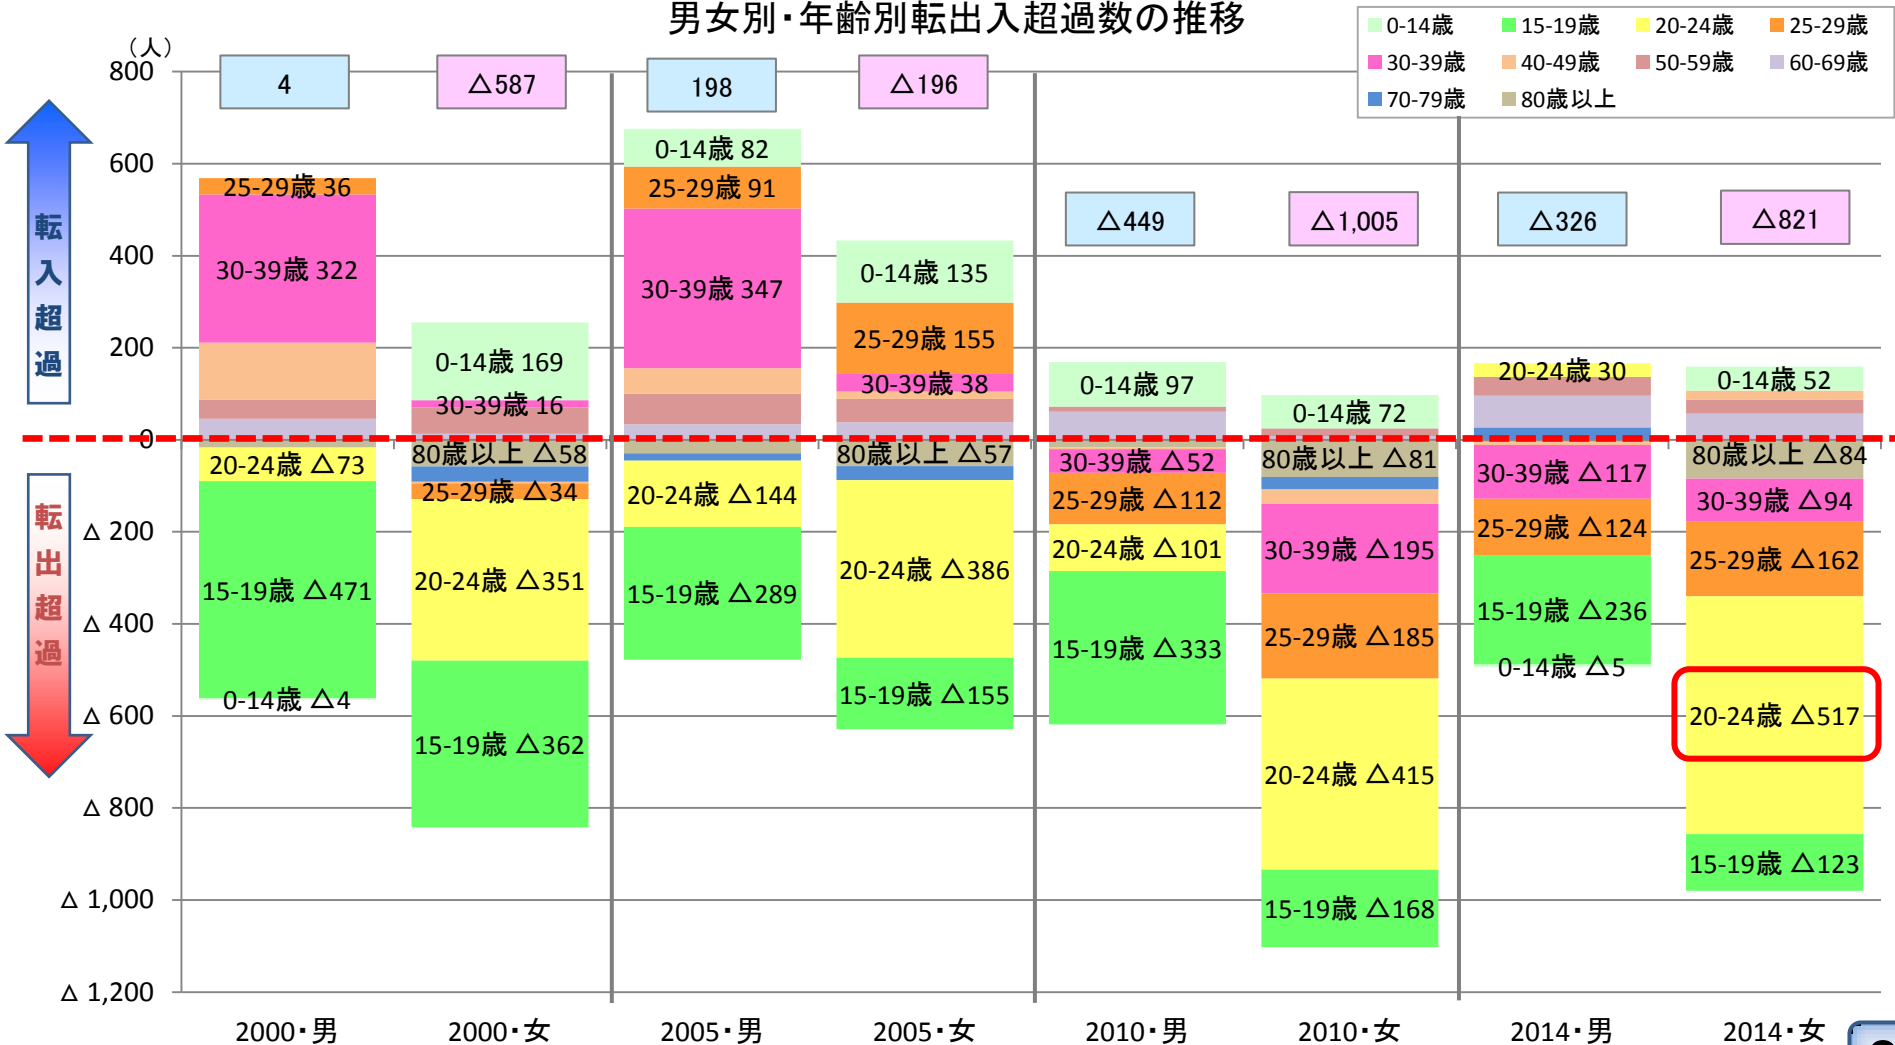 男女別・年齢別転出入超過数の推移
0-14歳 15-19歳 20-24歳 25-29歳
30-39歳 40-49歳 50-59歳 60-69歳
70-79歳 80歳以上
（人）
800
600
400
200
0
△ 200
△ 400
△ 600
△ 800
△ 1,000
△ 1,200
転入超過
転出超過
4
△587
198
△196
△449
△1,005
△326
△821
25-29歳 36
30-39歳 322
20-24歳 △73
15-19歳 △471
0-14歳 △4
0-14歳 169
30-39歳 16
80歳以上 △58
25-29歳 △34
20-24歳 △351
15-19歳 △362
0-14歳 82
25-29歳 91
30-39歳 347
20-24歳 △144
15-19歳 △289
0-14歳 135
25-29歳 155
30-39歳 38
80歳以上 △57
20-24歳 △386
15-19歳 △155
0-14歳 97
30-39歳 △52
25-29歳 △112
20-24歳 △101
15-19歳 △333
0-14歳 72
80歳以上 △81
30-39歳 △195
25-29歳 △185
20-24歳 △415
15-19歳 △168
20-24歳 30
30-39歳 △117
25-29歳 △124
15-19歳 △236
0-14歳 △5
0-14歳 52
80歳以上 △84
30-39歳 △94
25-29歳 △162
20-24歳 △517
15-19歳 △123
2000・男 2000・女 2005・男 2005・女 2010・男 2010・女 2014・男 2014・女